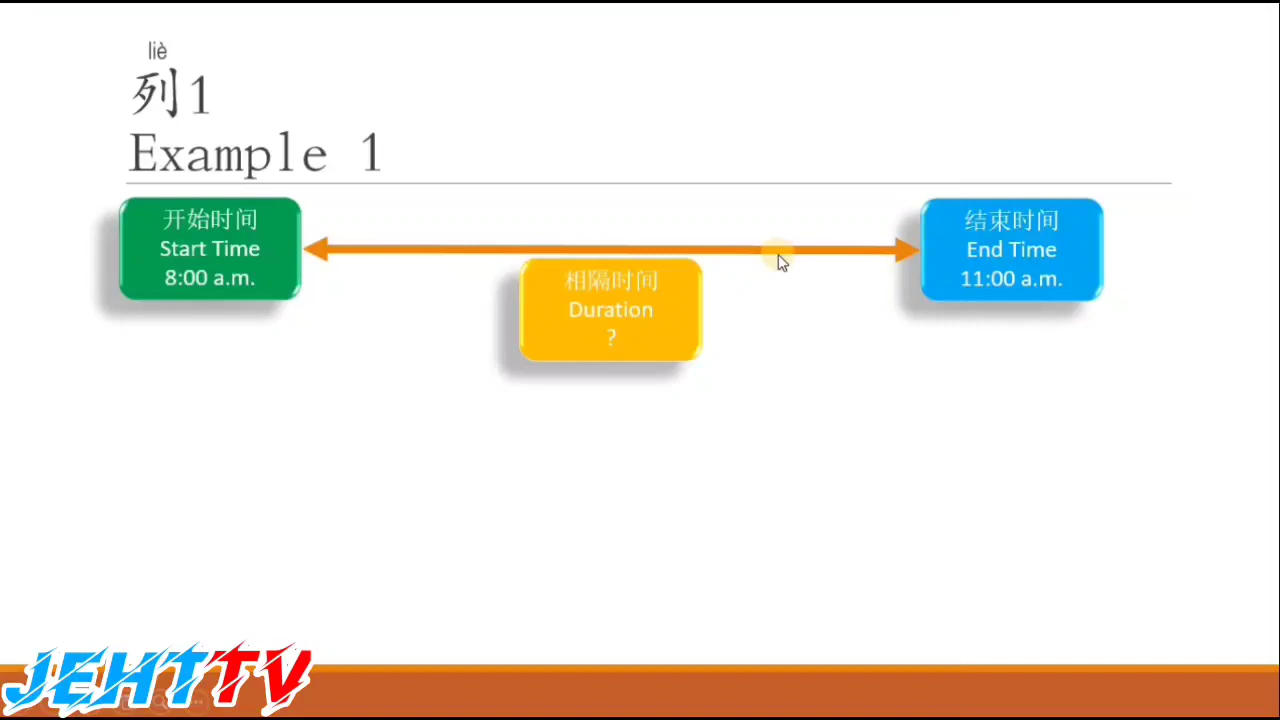 liè
列1
Example 1
开始时间
Start Time
8:00 a.m.
相隔时间
Duration
?
结束时间
End Time
11:00 a.m.
JEHTTV